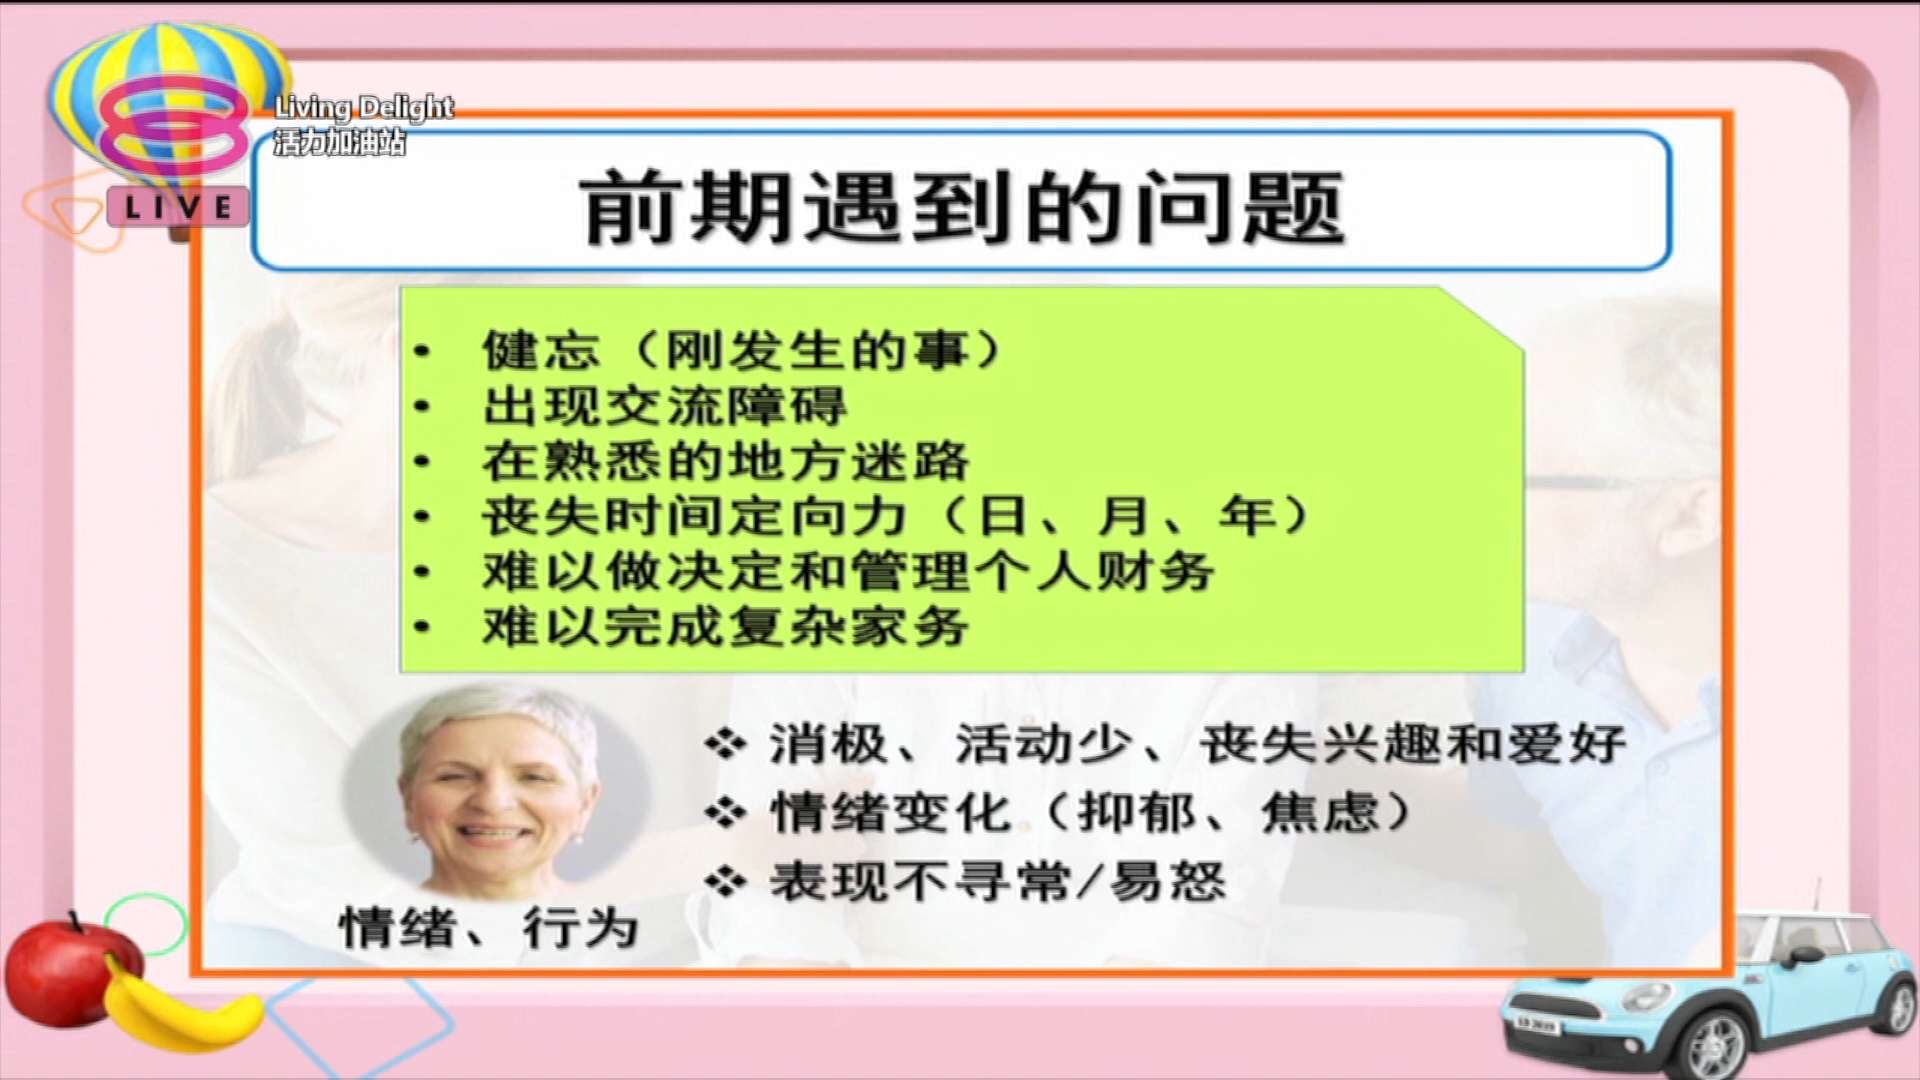 Living Delight
活力加油站
LIVE
前期遇到的问题
• 健忘（刚发生的事）
• 出现交流障碍
• 在熟悉的地方迷路
• 丧失时间定向力（日、月、年）
• 难以做决定和管理个人财务
• 难以完成复杂家务
❖ 消极、活动少、丧失兴趣和爱好
❖ 情绪变化（抑郁、焦虑）
❖ 表现不寻常/易怒
情绪、行为